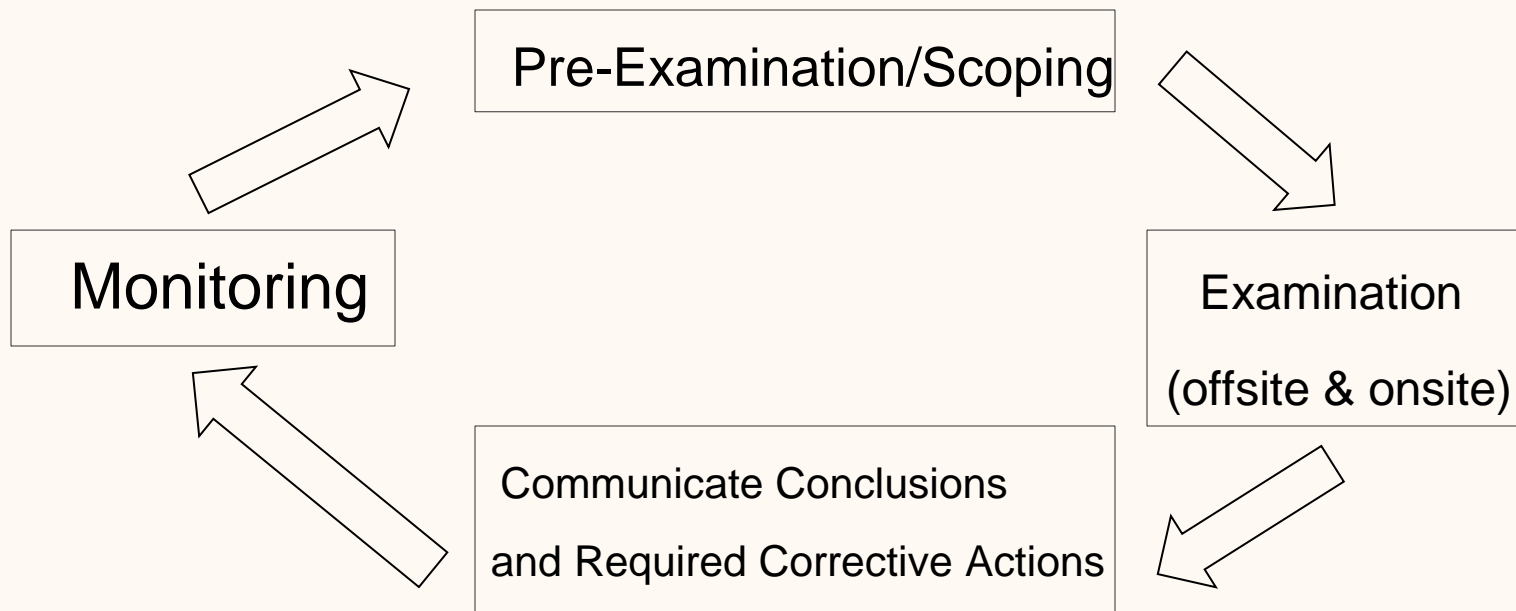 Pre-Examination/Scoping
Monitoring
Examination
(offsite & onsite)
Communicate Conclusions
and Required Corrective Actions